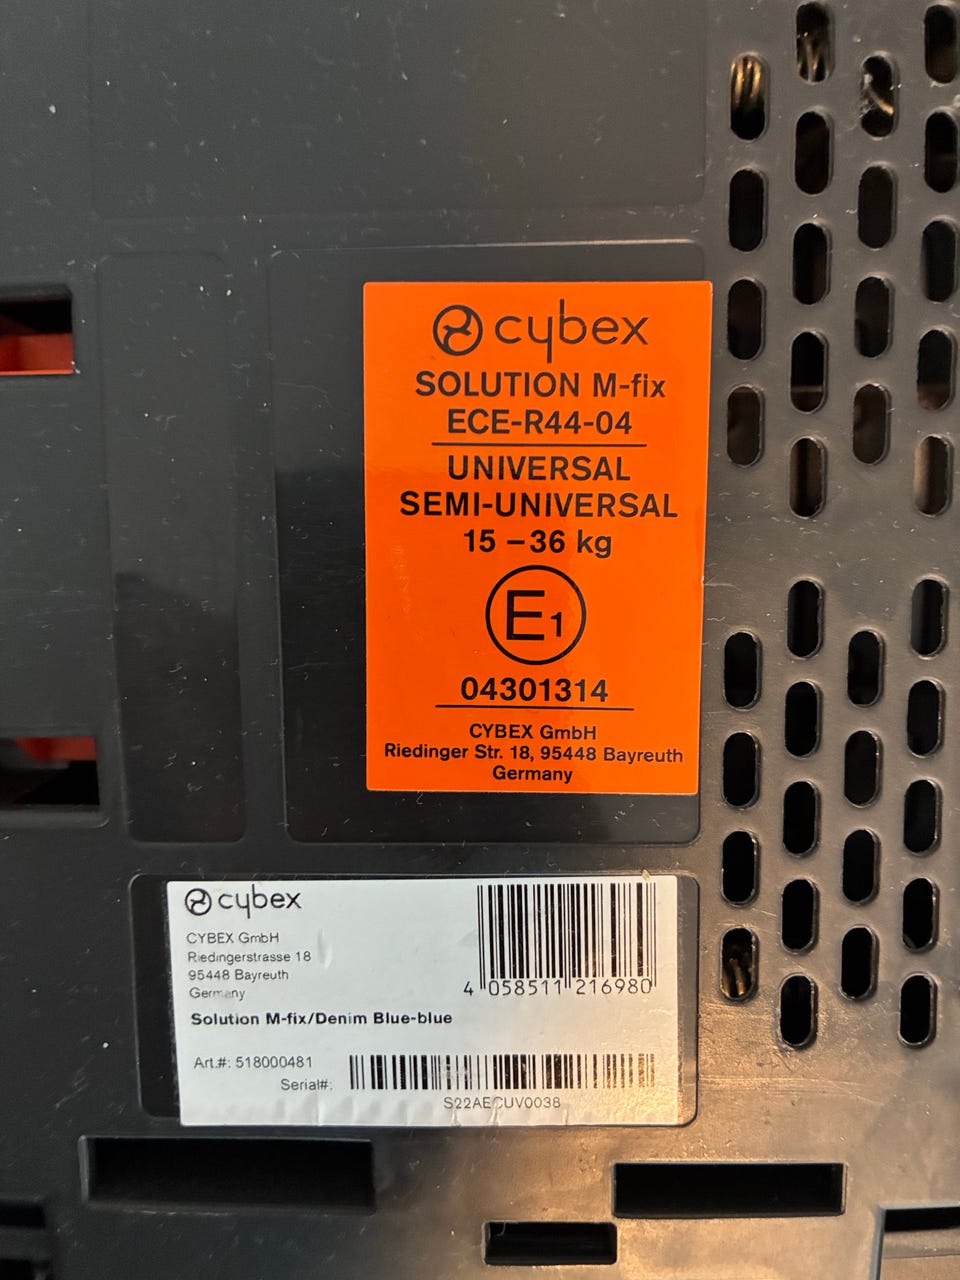 cybex
SOLUTION M-fix
ECE-R44-04
UNIVERSAL
SEMI-UNIVERSAL
15 – 36 kg
E1
04301314
CYBEX GmbH
Riedinger Str. 18, 95448 Bayreuth
Germany
cybex
CYBEX GmbH
Riedingerstrasse 18
95448 Bayreuth
Germany
4 058511 216980
Solution M-fix/Denim Blue-blue
Art.#: 518000481
Serial#: